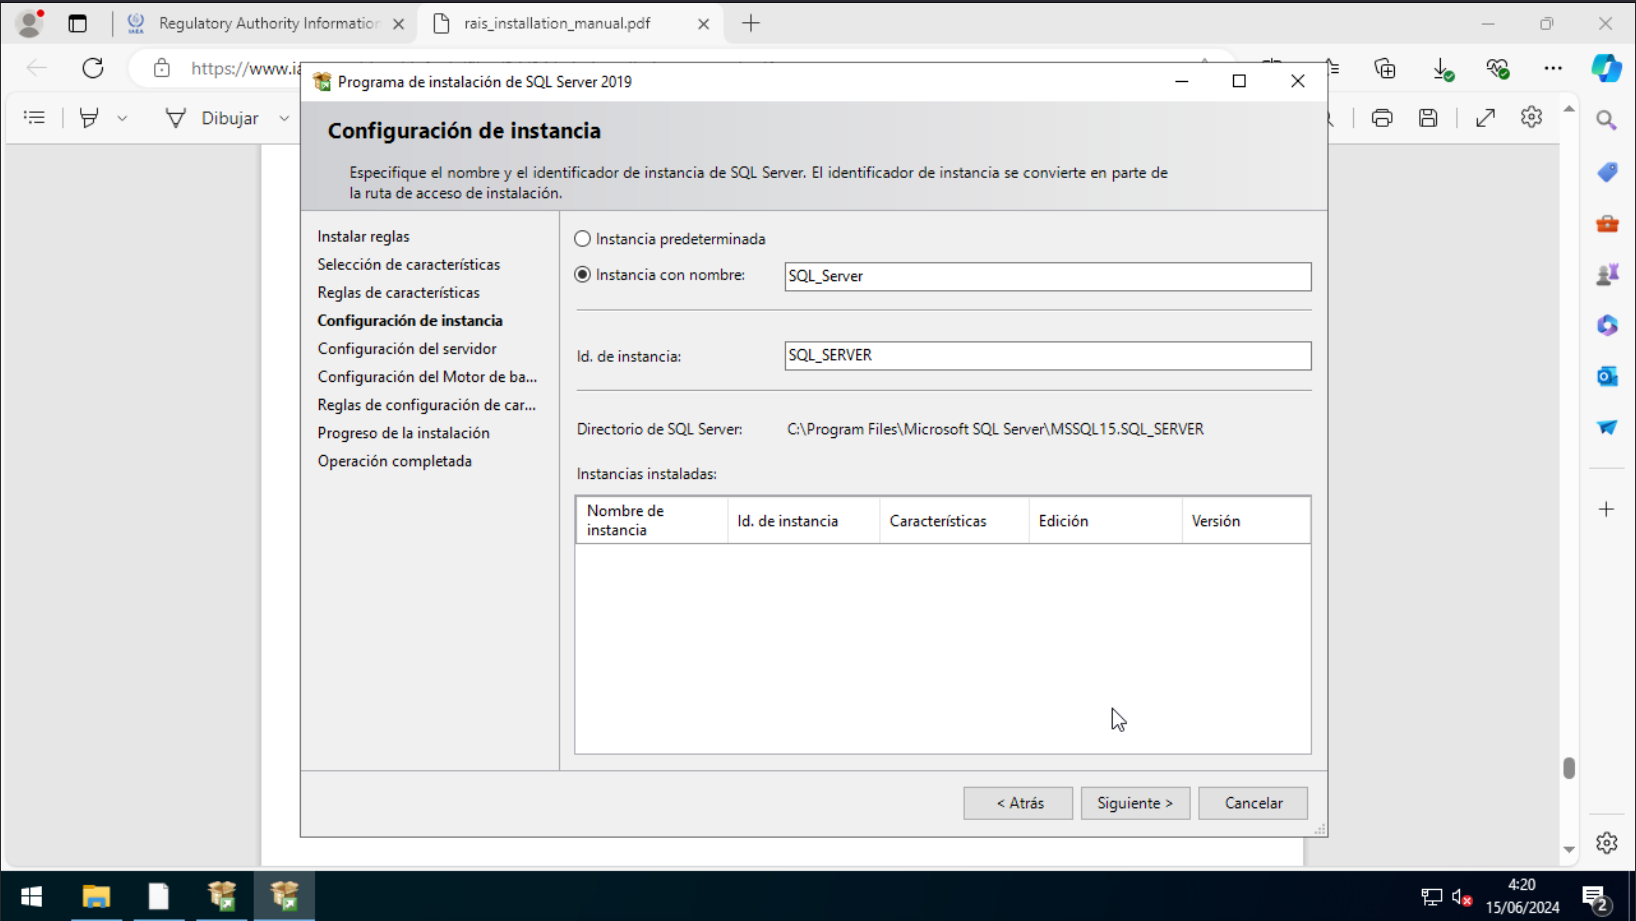 Regulatory Authority Information
rais_installation_manual.pdf
https://www.ia
Dibujar
Programa de instalación de SQL Server 2019
Configuración de instancia
Especifique el nombre y el identificador de instancia de SQL Server. El identificador de instancia se convierte en parte de
la ruta de acceso de instalación.
Instalar reglas
Selección de características
Reglas de características
Configuración de instancia
Configuración del servidor
Configuración del Motor de ba...
Reglas de configuración de car...
Progreso de la instalación
Operación completada
Instancia predeterminada
Instancia con nombre: SQL_Server
Id. de instancia: SQL_SERVER
Directorio de SQL Server: C:\Program Files\Microsoft SQL Server\MSSQL15.SQL_SERVER
Instancias instaladas:
Nombre de
instancia
Id. de instancia
Características
Edición
Versión
< Atrás
Siguiente >
Cancelar
4:20
15/06/2024
2